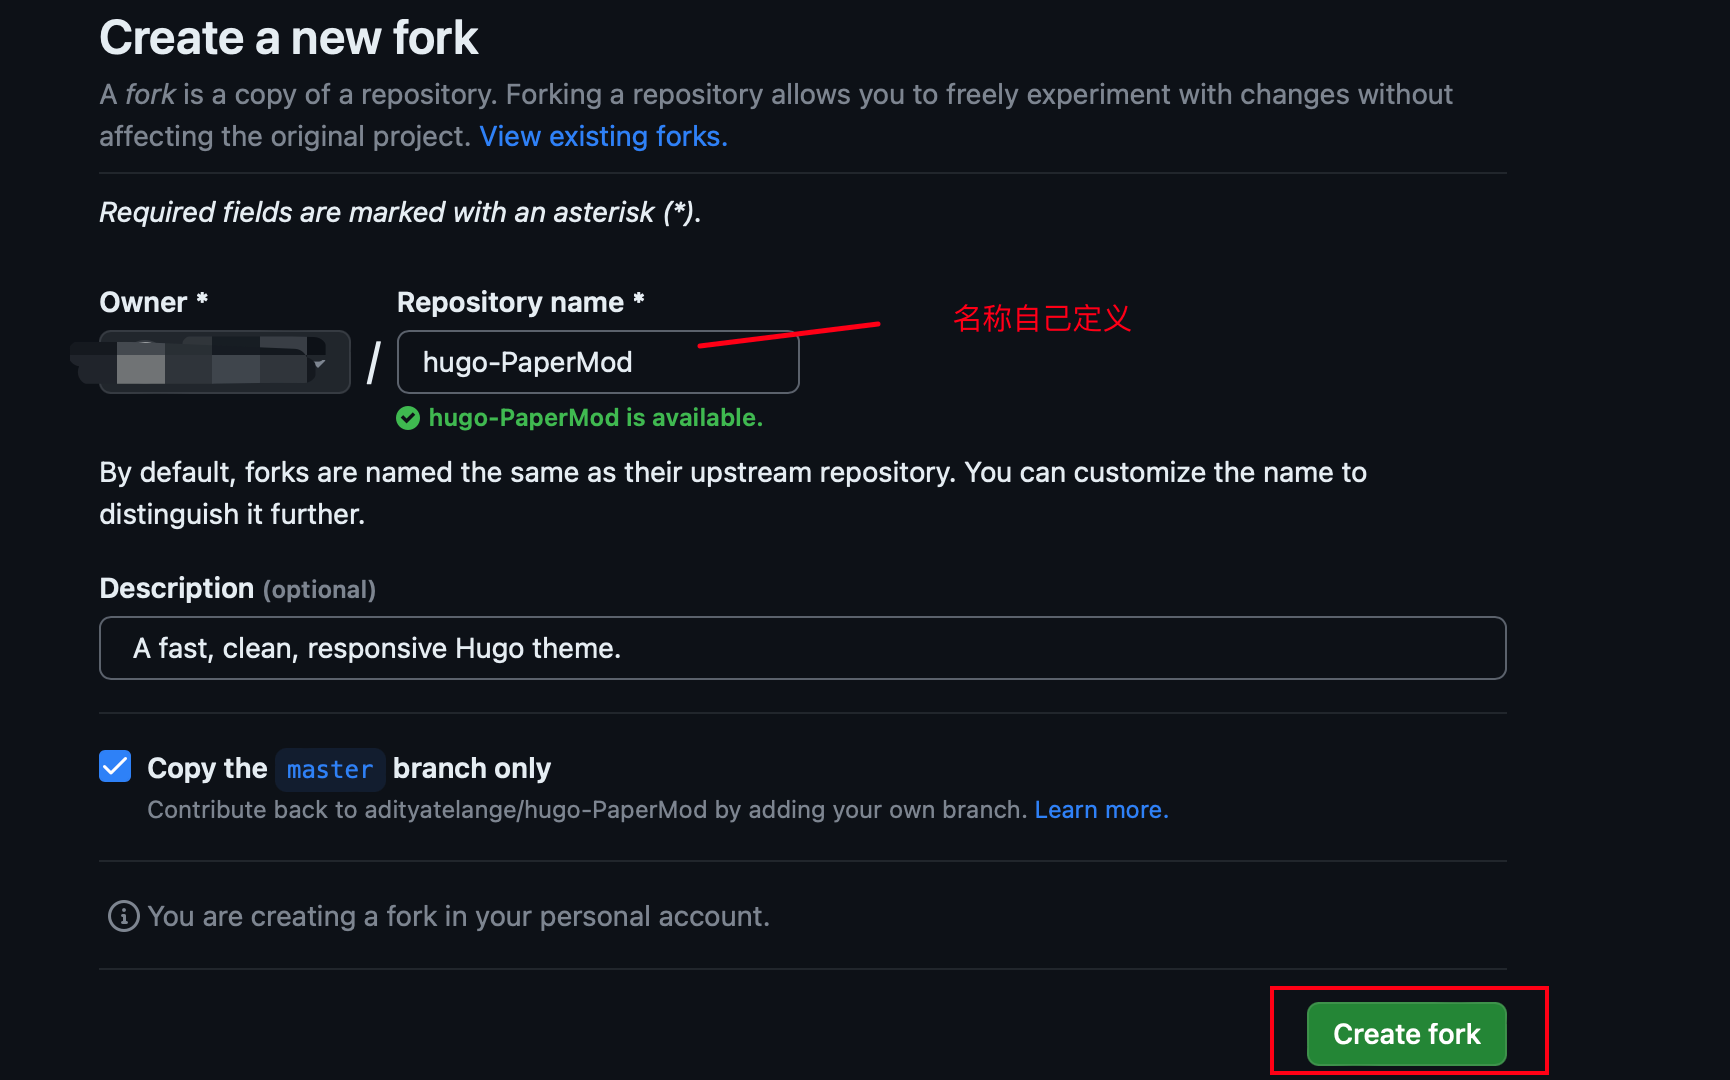 Create a new fork
A fork is a copy of a repository. Forking a repository allows you to freely experiment with changes without
affecting the original project. View existing forks.
Required fields are marked with an asterisk (*).
Owner *
Repository name *
名称自己定义
/
hugo-PaperMod
hugo-PaperMod is available.
By default, forks are named the same as their upstream repository. You can customize the name to
distinguish it further.
Description (optional)
A fast, clean, responsive Hugo theme.
Copy the master branch only
Contribute back to adityatelange/hugo-PaperMod by adding your own branch. Learn more.
You are creating a fork in your personal account.
Create fork